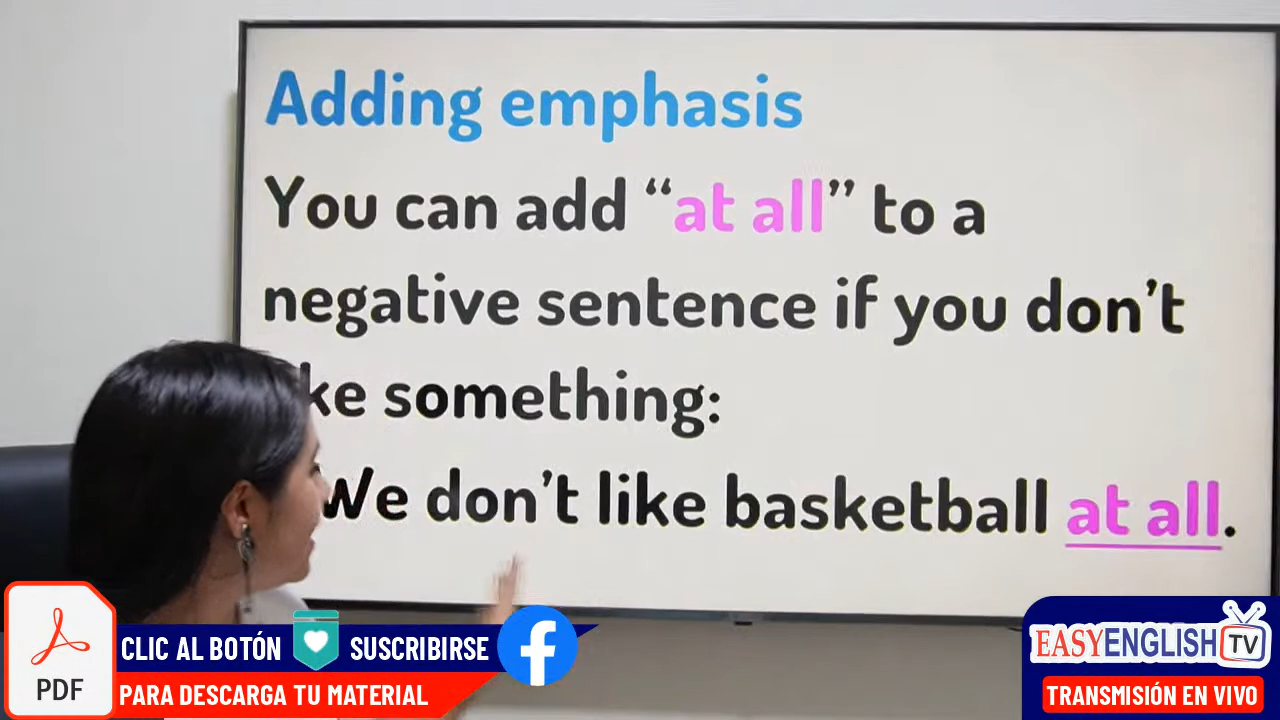 Adding emphasis
You can add “at all” to a
negative sentence if you don’t
something:
We don’t like basketball at all.
PDF
CLIC AL BOTÓN SUSCRIBIRSE
PARA DESCARGA TU MATERIAL
EASYENGLISH TV
TRANSMISIÓN EN VIVO